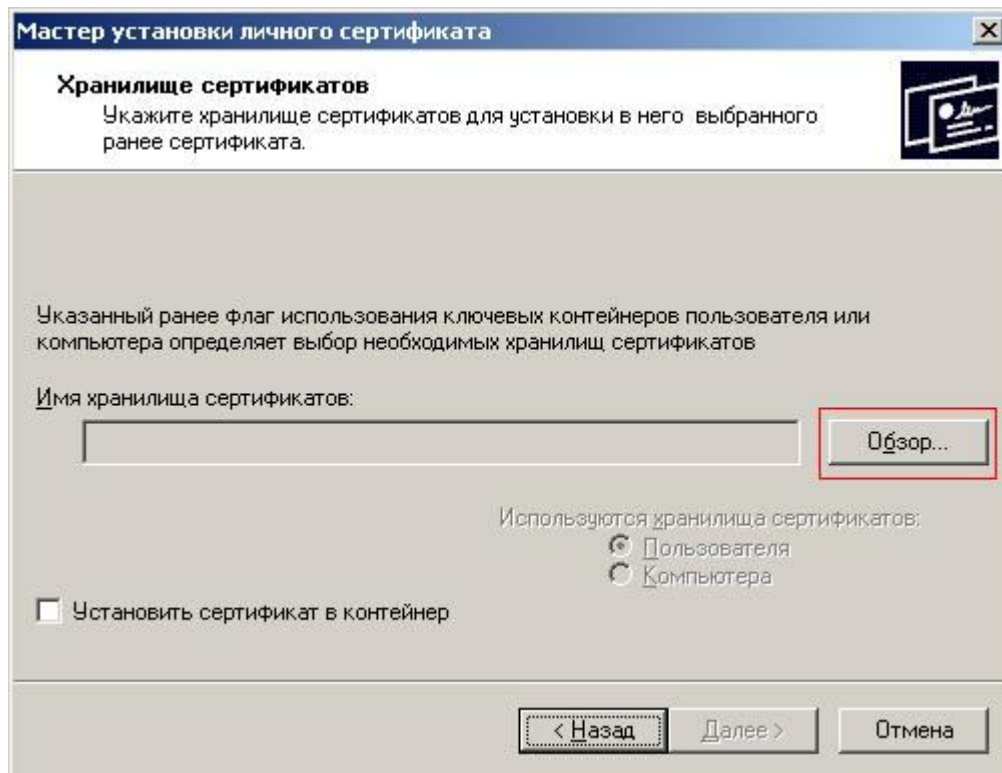 Мастер установки личного сертификата
Хранилище сертификатов
Укажите хранилище сертификатов для установки в него выбранного
ранее сертификата.
Указанный ранее флаг использования ключевых контейнеров пользователя или
компьютера определяет выбор необходимых хранилищ сертификатов
Имя хранилища сертификатов:
Обзор...
Используются хранилища сертификатов:
Пользователя
Компьютера
Установить сертификат в контейнер
< Назад
Далее >
Отмена